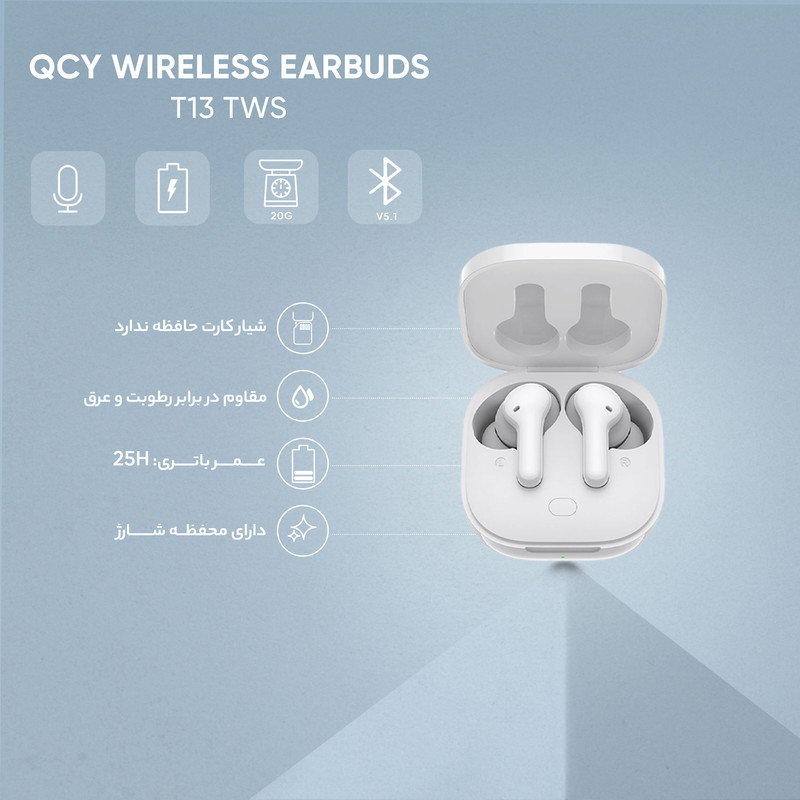 QCY WIRELESS EARBUDS
T13 TWS
20G
V5.1
شیار کارت حافظه ندارد
مقاوم در برابر رطوبت و عرق
عمر باتری: 25H
دارای محفظه شارژ